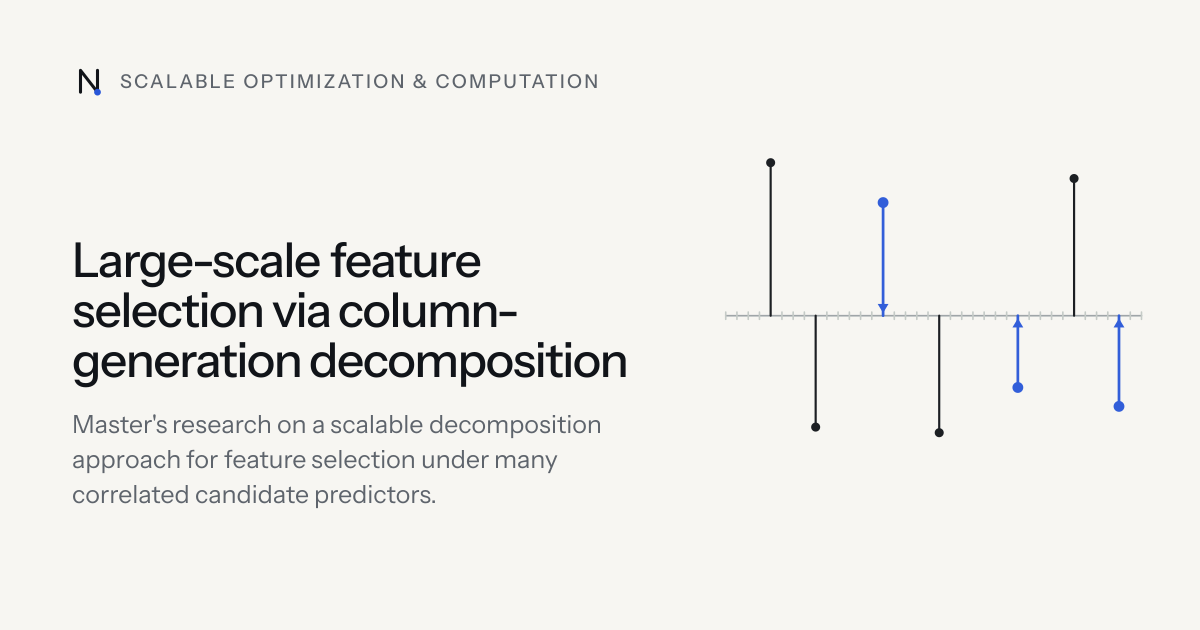 N
SCALABLE OPTIMIZATION & COMPUTATION
Large-scale feature
selection via column-
generation decomposition
Master's research on a scalable decomposition
approach for feature selection under many
correlated candidate predictors.